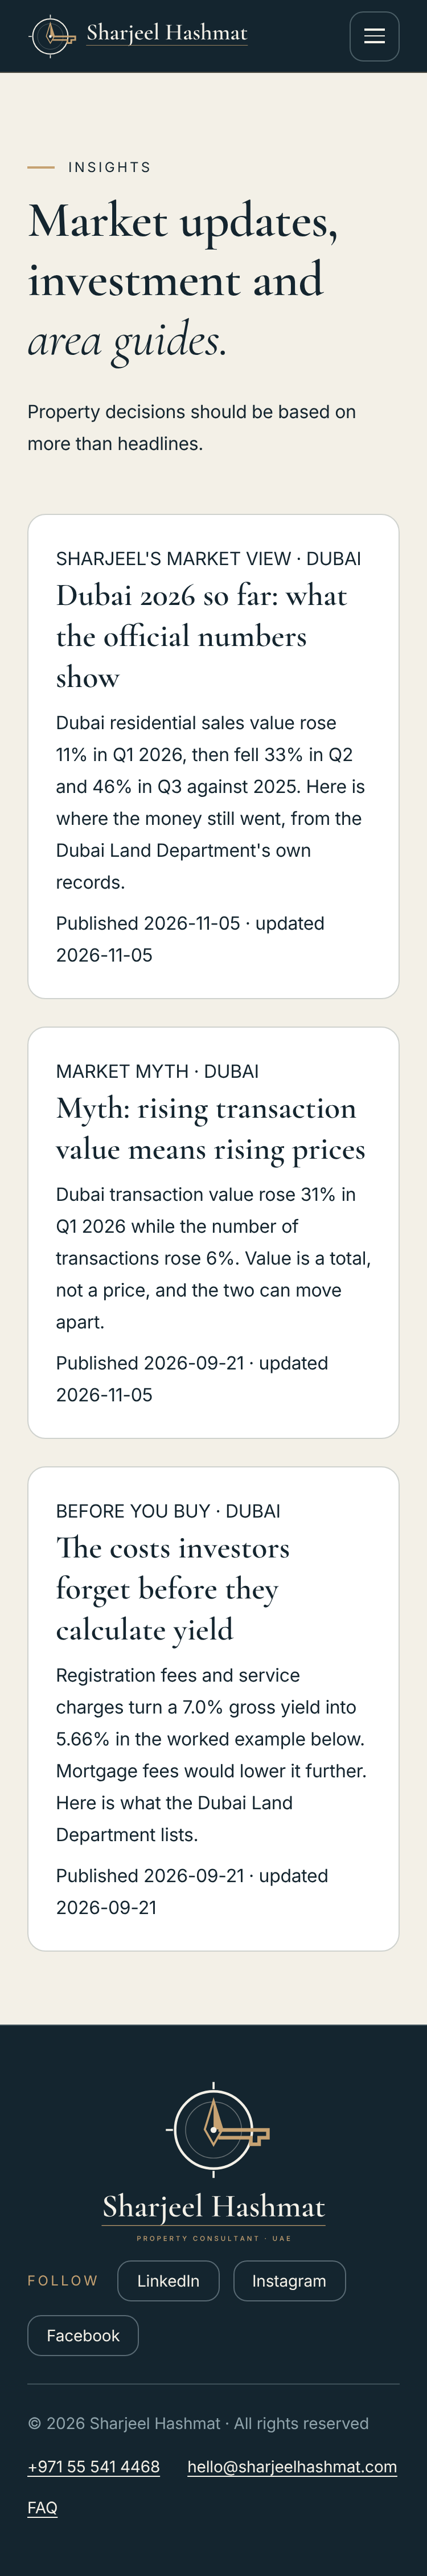 Sharjeel Hashmat
INSIGHTS
Market updates,
investment and
area guides.
Property decisions should be based on
more than headlines.
SHARJEEL'S MARKET VIEW · DUBAI
Dubai 2026 so far: what
the official numbers
show
Dubai residential sales value rose
11% in Q1 2026, then fell 33% in Q2
and 46% in Q3 against 2025. Here is
where the money still went, from the
Dubai Land Department's own
records.
Published 2026-11-05 · updated
2026-11-05
MARKET MYTH · DUBAI
Myth: rising transaction
value means rising prices
Dubai transaction value rose 31% in
Q1 2026 while the number of
transactions rose 6%. Value is a total,
not a price, and the two can move
apart.
Published 2026-09-21 · updated
2026-11-05
BEFORE YOU BUY · DUBAI
The costs investors
forget before they
calculate yield
Registration fees and service
charges turn a 7.0% gross yield into
5.66% in the worked example below.
Mortgage fees would lower it further.
Here is what the Dubai Land
Department lists.
Published 2026-09-21 · updated
2026-09-21
Sharjeel Hashmat
PROPERTY CONSULTANT · UAE
FOLLOW LinkedIn Instagram
Facebook
© 2026 Sharjeel Hashmat · All rights reserved
+971 55 541 4468 hello@sharjeelhashmat.com
FAQ